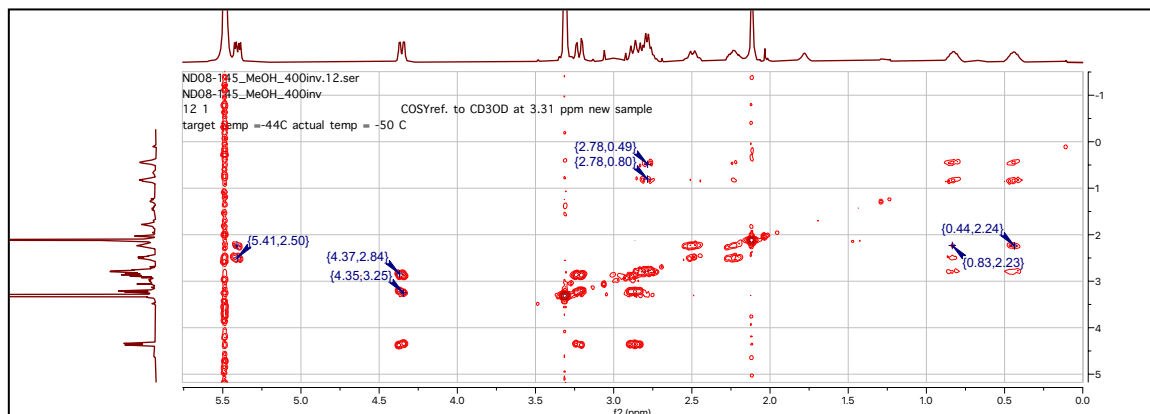 ND08-145_MeOH_400inv.12.ser
ND08-145_MeOH_400inv
12 1 COSYref. to CD3OD at 3.31 ppm new sample
target temp =-44C actual temp = -50 C
{2.78,0.49}
{2.78,0.80}
{5.41,2.50}
{4.37,2.84}
{4.35,3.25}
{0.44,2.24}
{0.83,2.23}
-1
0
1
2
3
4
5
5.5 5.0 4.5 4.0 3.5 3.0 2.5 2.0 1.5 1.0 0.5 0.0
f2 (ppm)